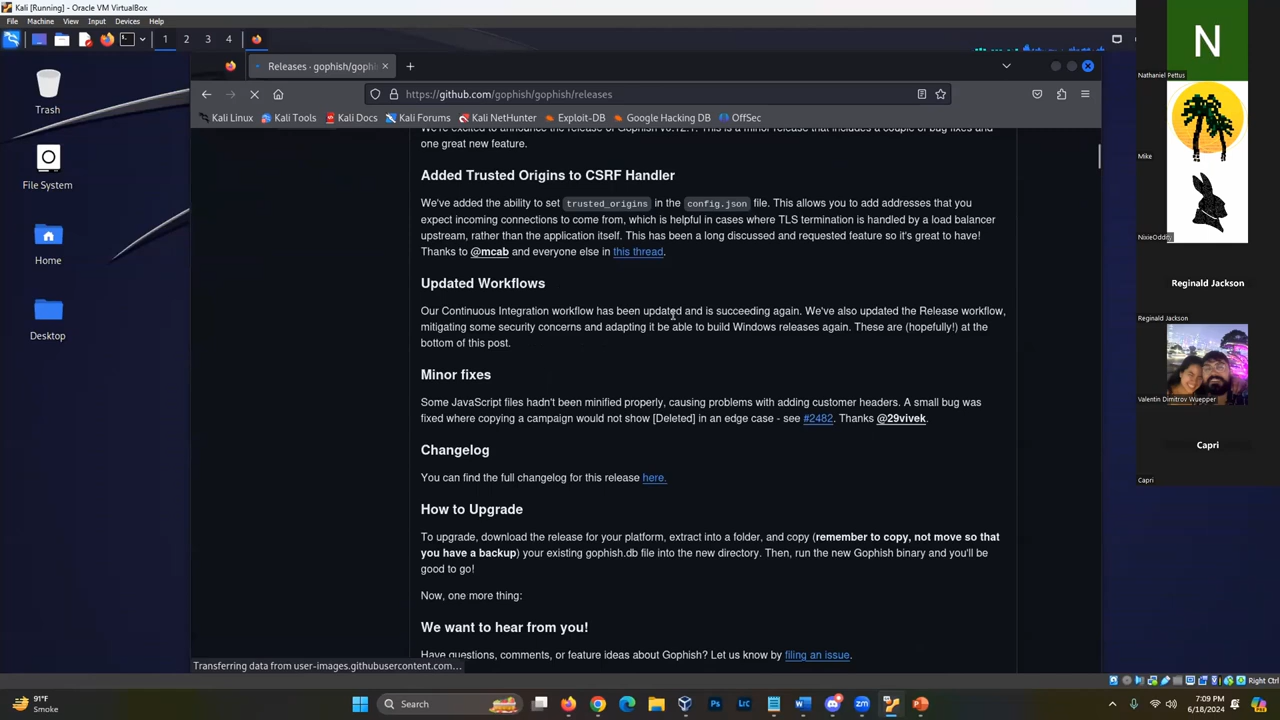 Kali [Running] - Oracle VM VirtualBox
File Machine View Input Devices Help
1 2 3 4
Trash
File System
Home
Desktop
Releases · gophish/gophi
https://github.com/gophish/gophish/releases
Kali Linux Kali Tools Kali Docs Kali Forums Kali NetHunter Exploit-DB Google Hacking DB OffSec
one great new feature.
Added Trusted Origins to CSRF Handler
We've added the ability to set trusted_origins in the config.json file. This allows you to add addresses that you
expect incoming connections to come from, which is helpful in cases where TLS termination is handled by a load balancer
upstream, rather than the application itself. This has been a long discussed and requested feature so it's great to have!
Thanks to @mcab and everyone else in this thread.
Updated Workflows
Our Continuous Integration workflow has been updated and is succeeding again. We've also updated the Release workflow,
mitigating some security concerns and adapting it be able to build Windows releases again. These are (hopefully!) at the
bottom of this post.
Minor fixes
Some JavaScript files hadn't been minified properly, causing problems with adding customer headers. A small bug was
fixed where copying a campaign would not show [Deleted] in an edge case - see #2482. Thanks @29vivek.
Changelog
You can find the full changelog for this release here.
How to Upgrade
To upgrade, download the release for your platform, extract into a folder, and copy (remember to copy, not move so that
you have a backup) your existing gophish.db file into the new directory. Then, run the new Gophish binary and you'll be
good to go!
Now, one more thing:
We want to hear from you!
Have questions, comments, or feature ideas about Gophish? Let us know by filing an issue.
Transferring data from user-images.githubusercontent.com…
N
Nathaniel Pettus
Mike
NixieOddity
Reginald Jackson
Reginald Jackson
Valentin Dimitrov Wuepper
Capri
Capri
Right Ctrl
91°F
Smoke
Search
7:09 PM
6/18/2024